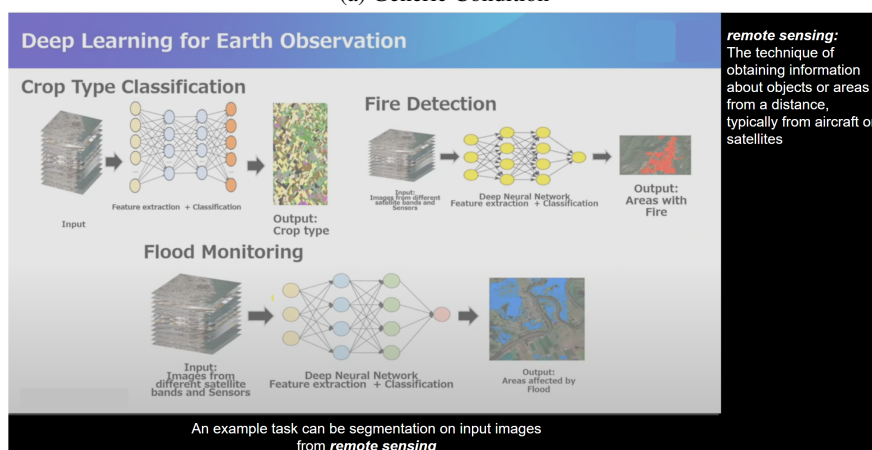 (a) Generic Condition
Deep Learning for Earth Observation
remote sensing:
The technique of
obtaining information
about objects or areas
from a distance,
typically from aircraft or
satellites
Crop Type Classification
Input
Feature extraction + Classification
Output:
Crop type
Fire Detection
Input:
Images from different
satellite bands and
Sensors
Deep Neural Network
Feature extraction + Classification
Output:
Areas with
Fire
Flood Monitoring
Input:
Images from
different satellite
bands and Sensors
Deep Neural Network
Feature extraction + Classification
Output:
Areas affected by
Flood
An example task can be segmentation on input images
from remote sensing